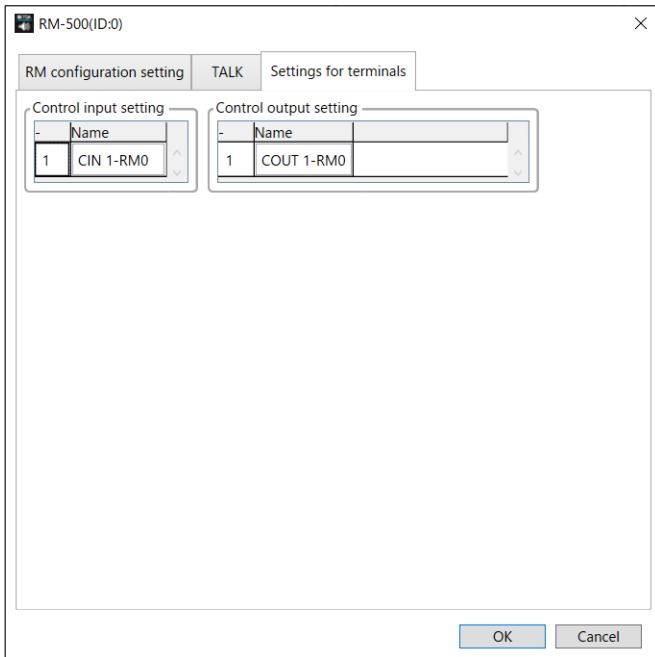 RM-500(ID:0)
RM configuration setting TALK Settings for terminals
Control input setting Control output setting
- Name - Name
1 CIN 1-RM0 1 COUT 1-RM0
OK Cancel